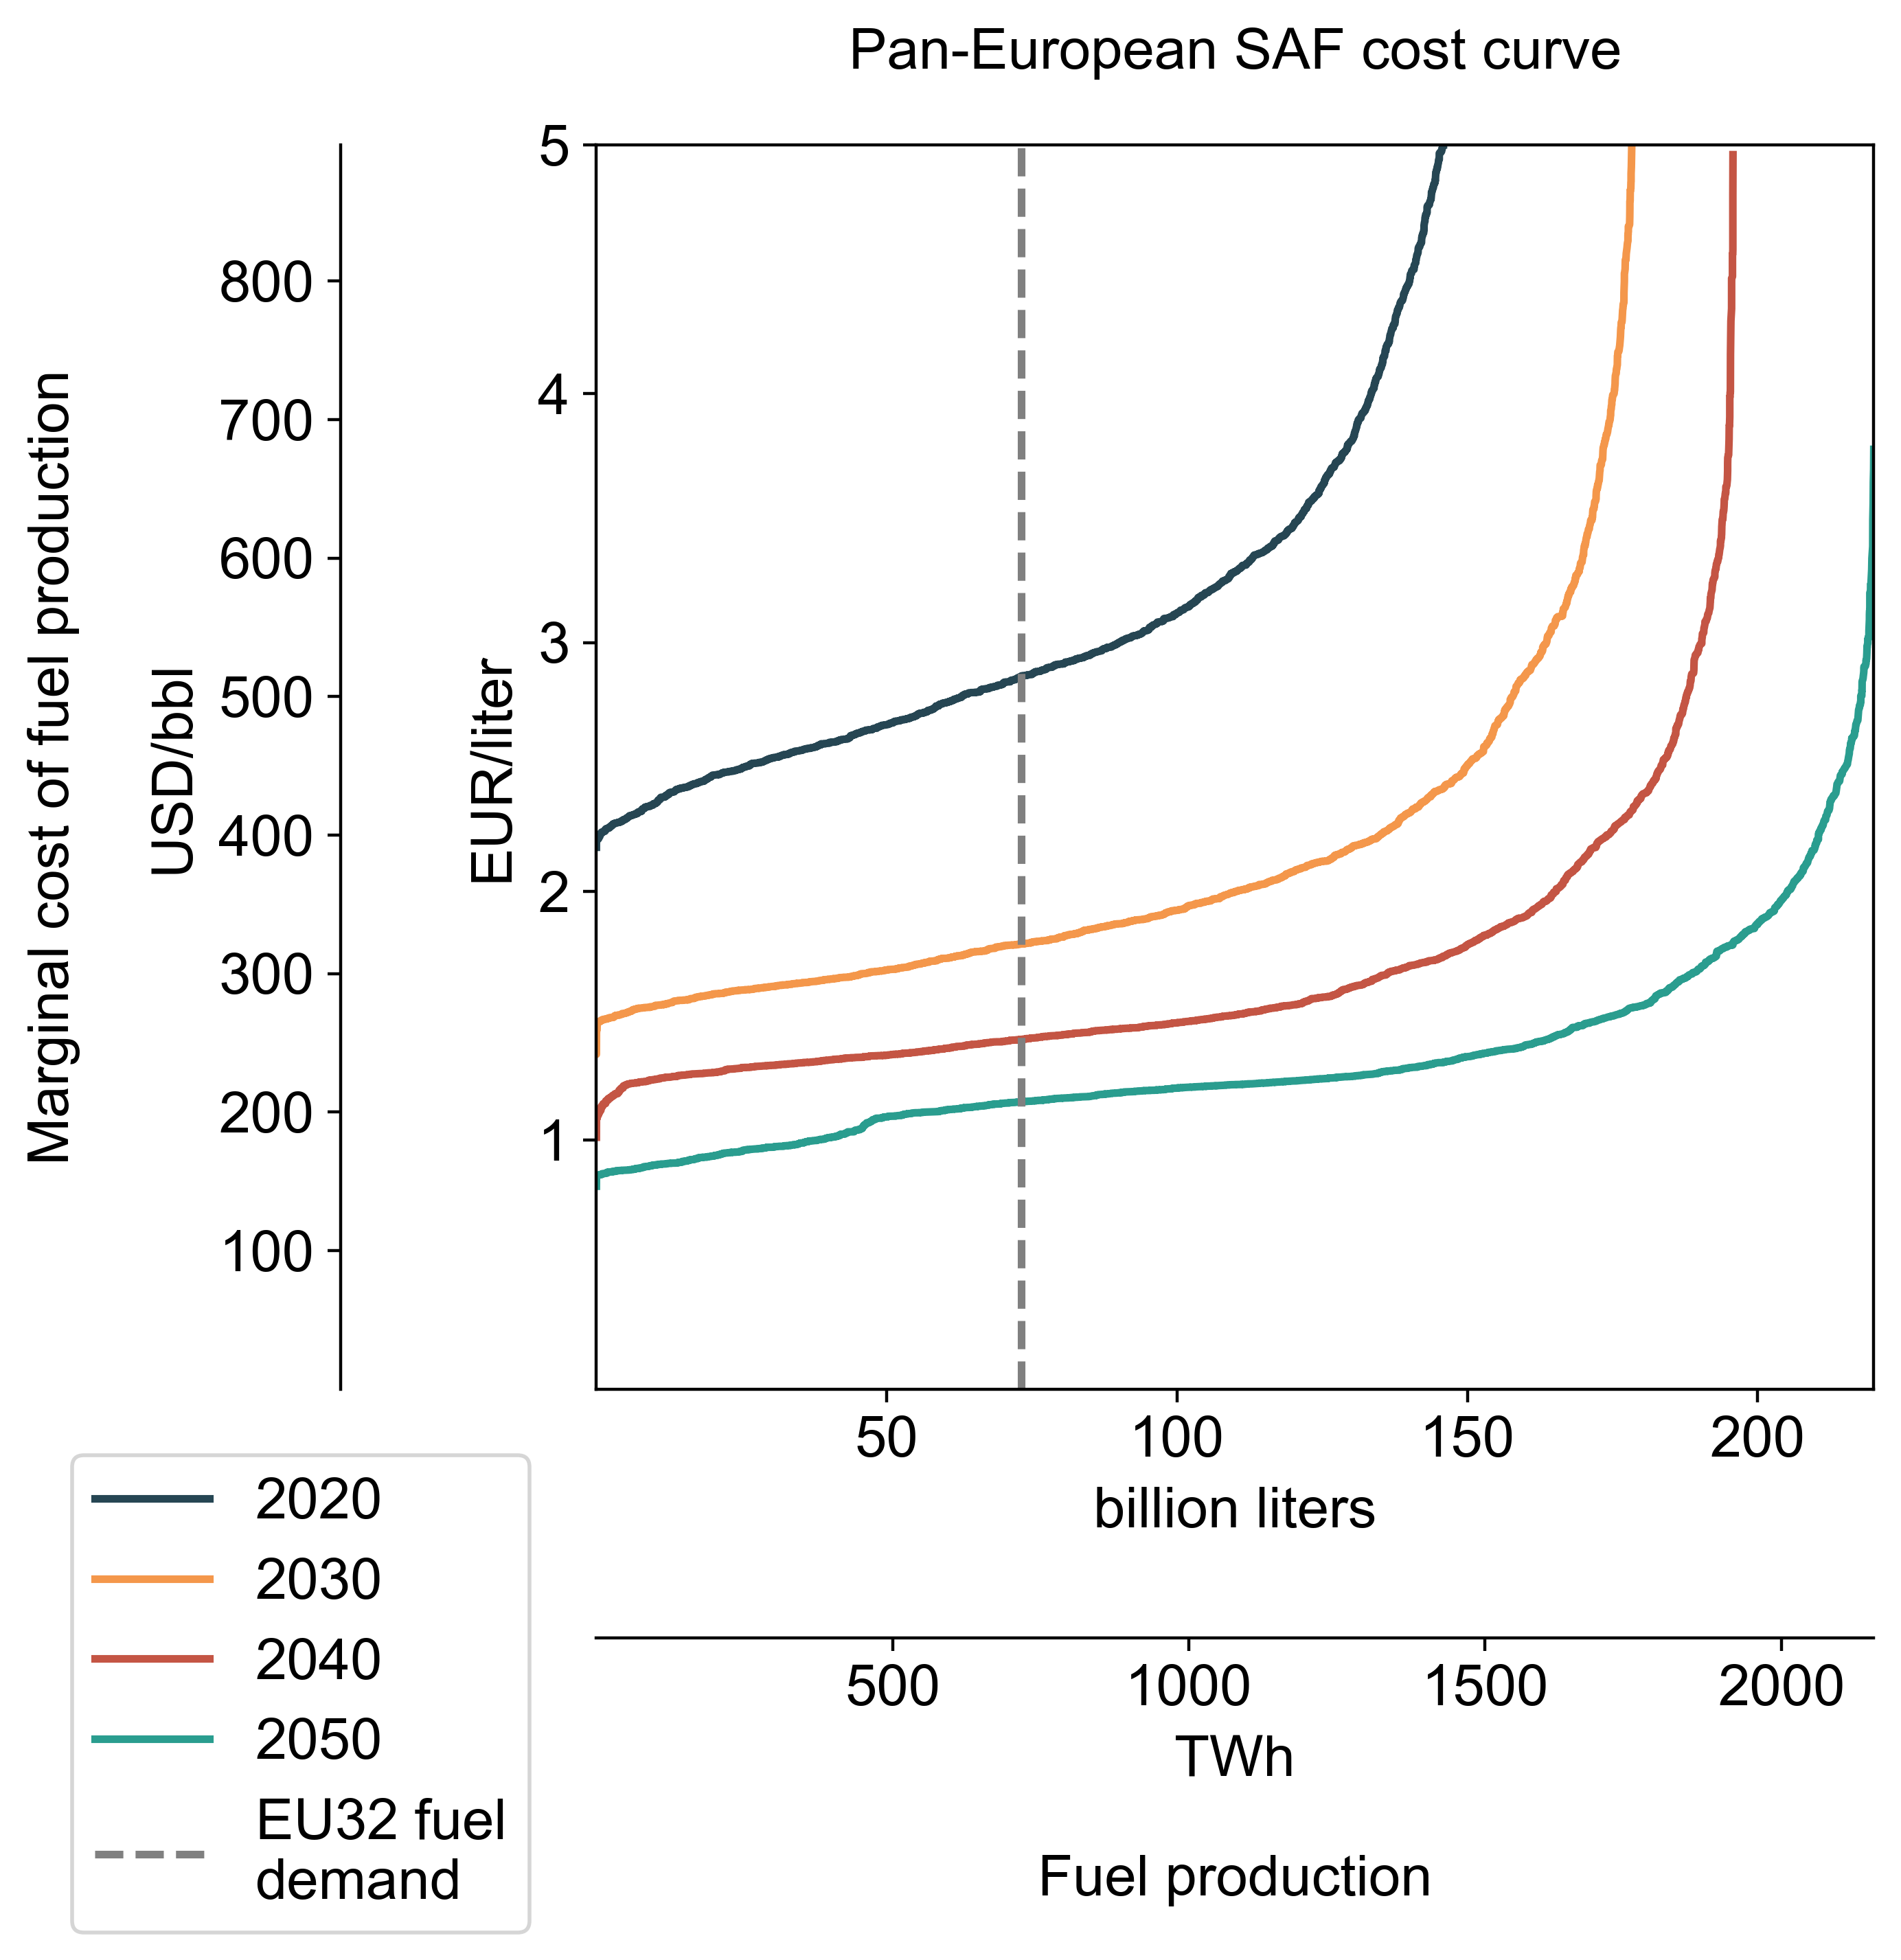 Pan-European SAF cost curve
Marginal cost of fuel production
USD/bbl
800
700
600
500
400
300
200
100
EUR/liter
5
4
3
2
1
50 100 150 200
billion liters
500 1000 1500 2000
TWh
Fuel production
2020
2030
2040
2050
EU32 fuel
demand